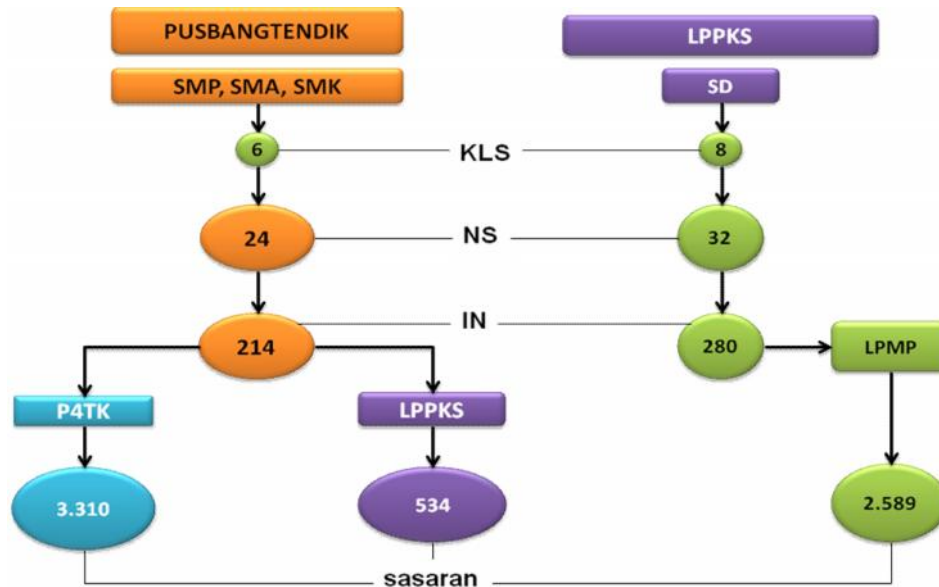 PUSBANGTENDIK
LPPKS
SMP, SMA, SMK
SD
6
KLS
8
24
NS
32
IN
214
280
LPMP
P4TK
LPPKS
3.310
534
2.589
sasaran